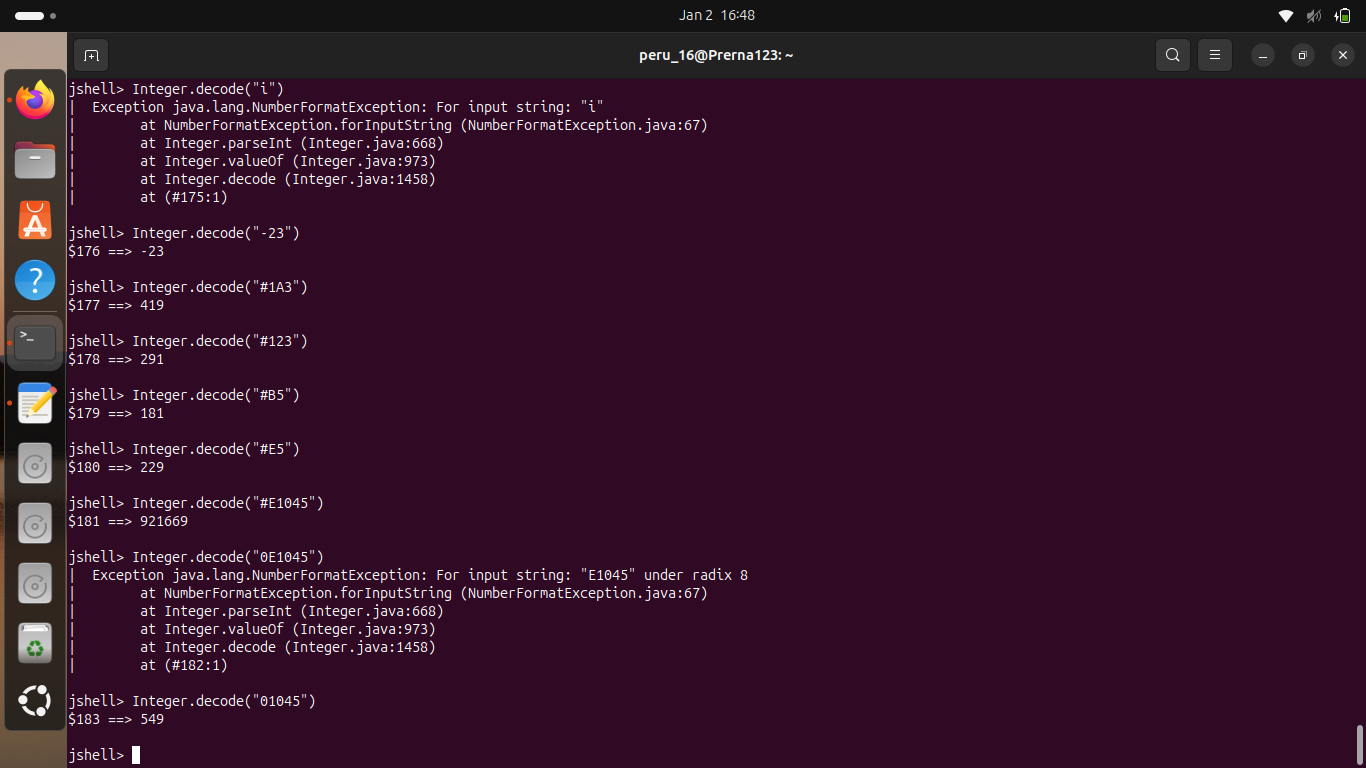 Jan 2 16:48
peru_16@Prerna123: ~
jshell> Integer.decode("i")
|  Exception java.lang.NumberFormatException: For input string: "i"
|        at NumberFormatException.forInputString (NumberFormatException.java:67)
|        at Integer.parseInt (Integer.java:668)
|        at Integer.valueOf (Integer.java:973)
|        at Integer.decode (Integer.java:1458)
|        at (#175:1)
jshell> Integer.decode("-23")
$176 ==> -23
jshell> Integer.decode("#1A3")
$177 ==> 419
jshell> Integer.decode("#123")
$178 ==> 291
jshell> Integer.decode("#B5")
$179 ==> 181
jshell> Integer.decode("#E5")
$180 ==> 229
jshell> Integer.decode("#E1045")
$181 ==> 921669
jshell> Integer.decode("0E1045")
|  Exception java.lang.NumberFormatException: For input string: "E1045" under radix 8
|        at NumberFormatException.forInputString (NumberFormatException.java:67)
|        at Integer.parseInt (Integer.java:668)
|        at Integer.valueOf (Integer.java:973)
|        at Integer.decode (Integer.java:1458)
|        at (#182:1)
jshell> Integer.decode("01045")
$183 ==> 549
jshell>